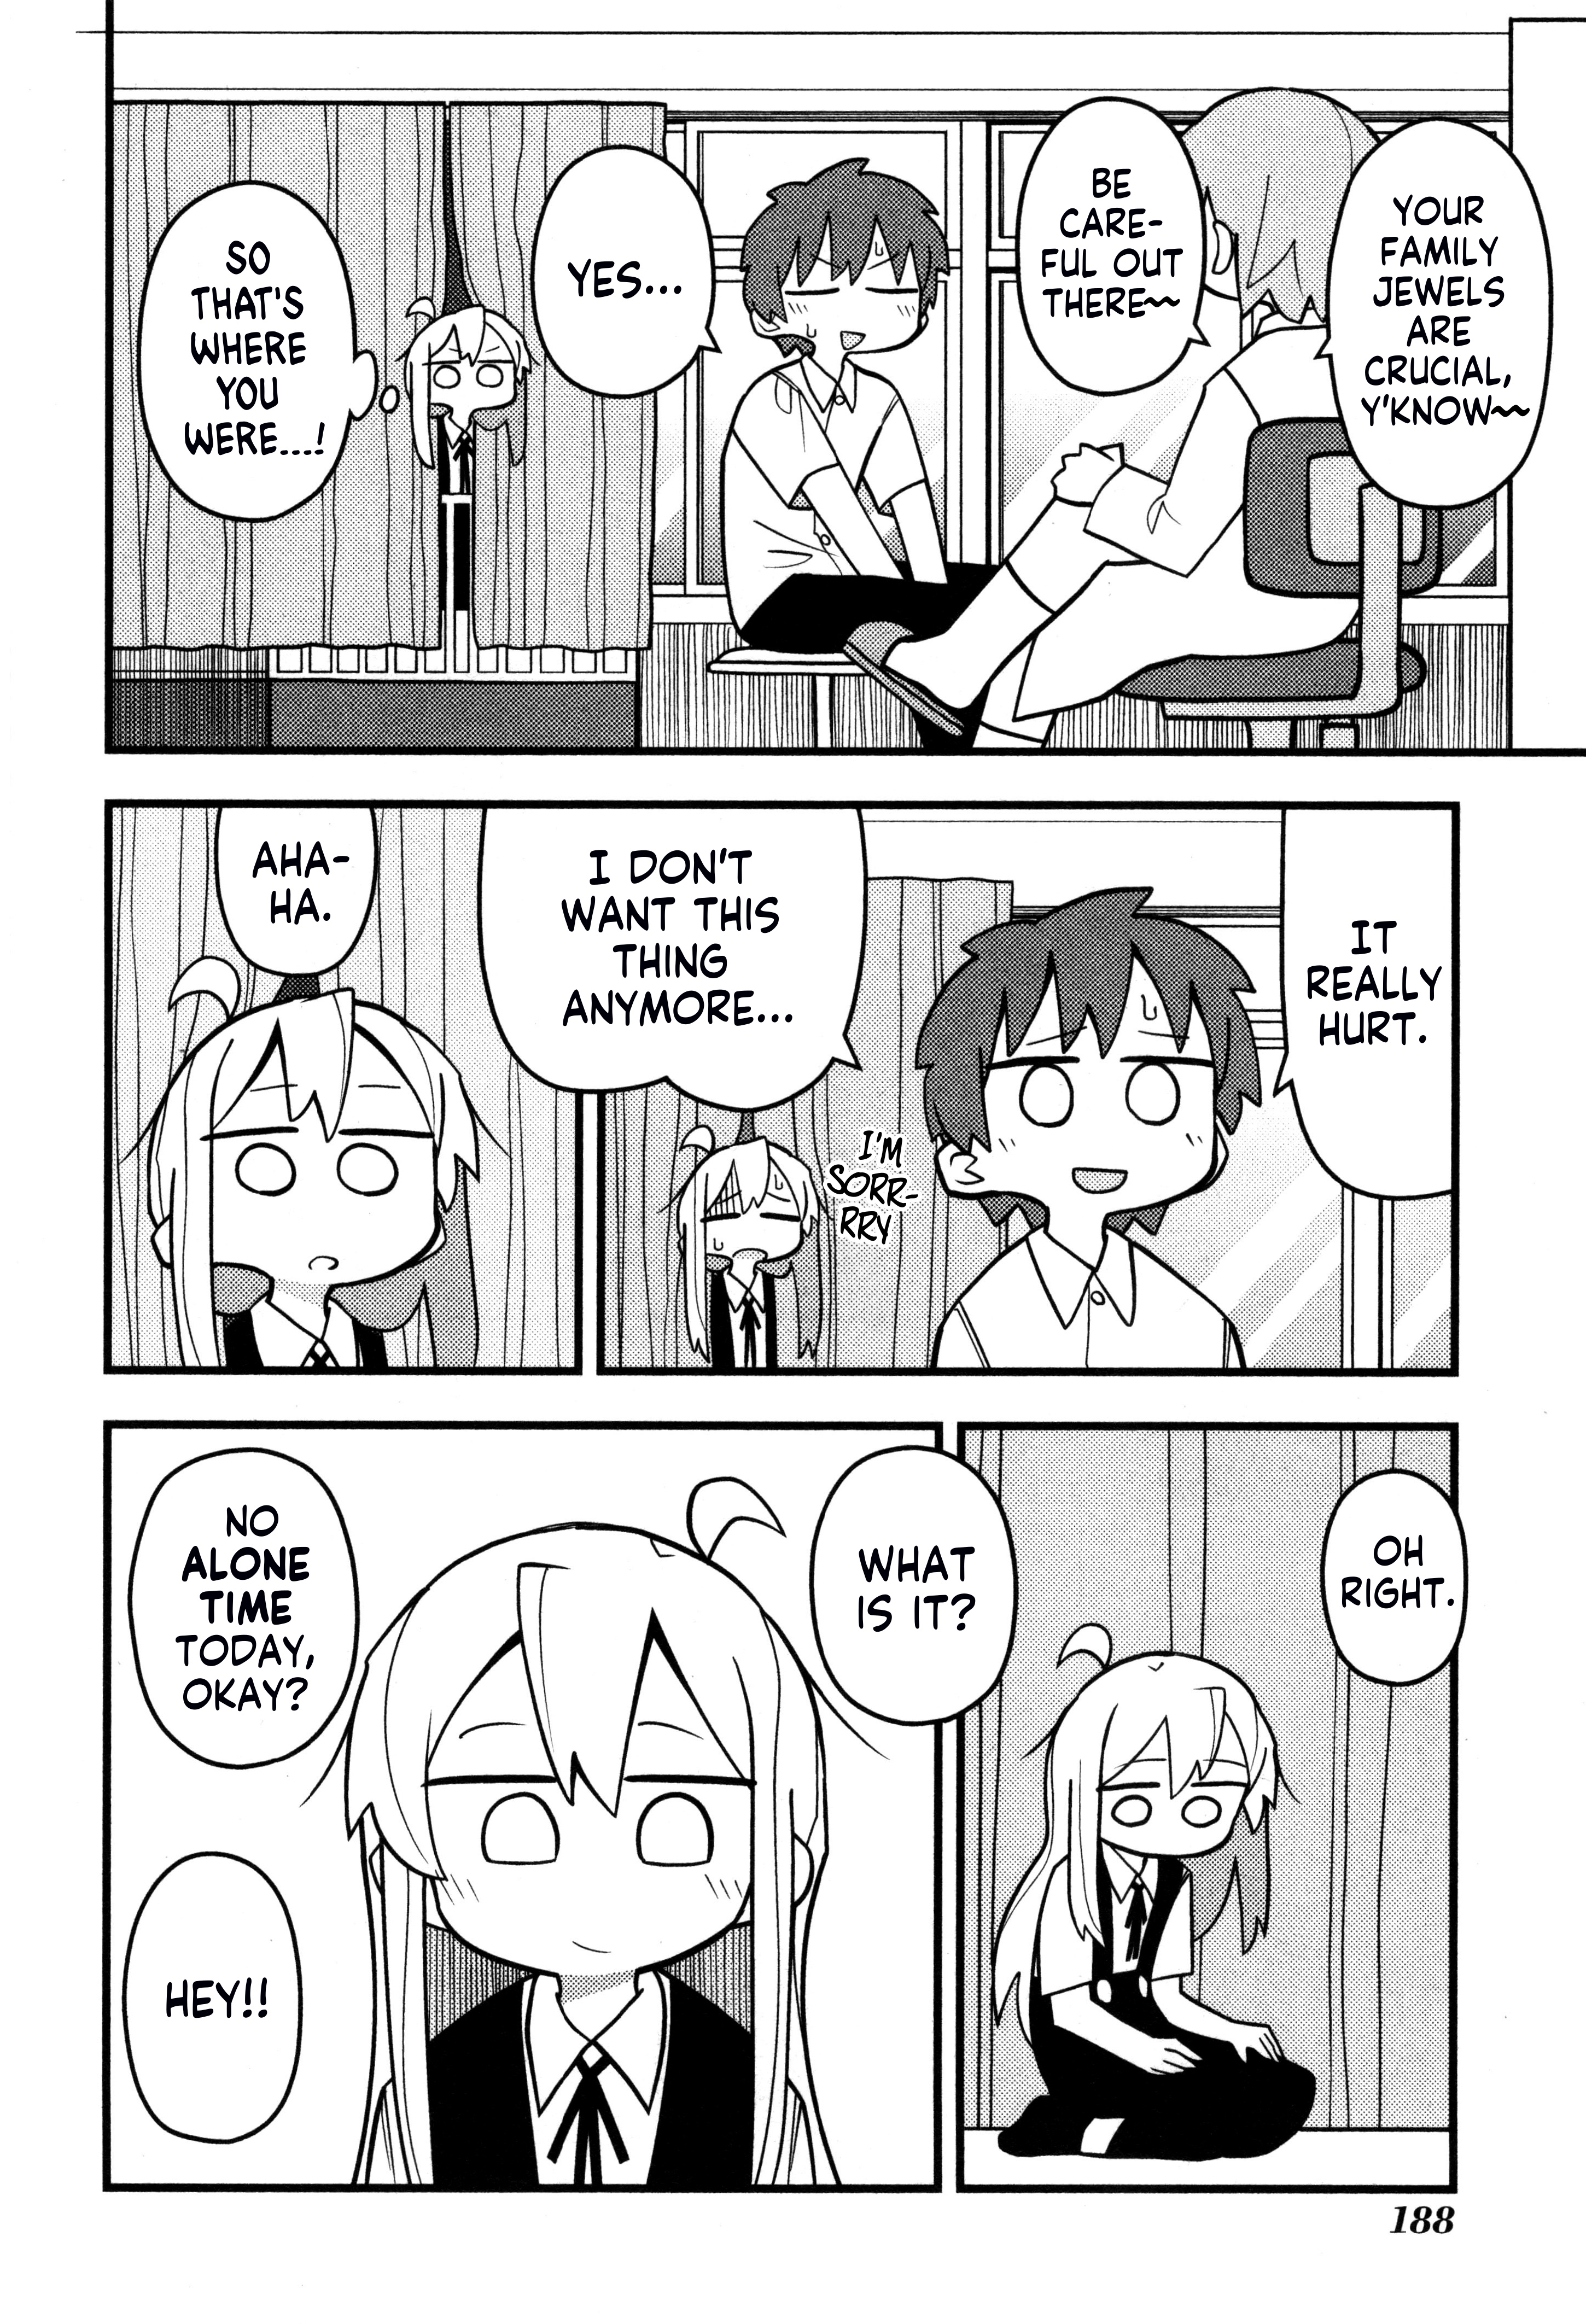 YOUR
FAMILY
JEWELS
ARE
CRUCIAL,
Y'KNOW~~
BE
CARE-
FUL OUT
THERE~~
YES...
SO
THAT'S
WHERE
YOU
WERE...!
IT
REALLY
HURT.
I DON'T
WANT THIS
THING
ANYMORE...
I'M
SORR-
RRY
AHA-
HA.
OH
RIGHT.
WHAT
IS IT?
NO
ALONE
TIME
TODAY,
OKAY?
HEY!!
188